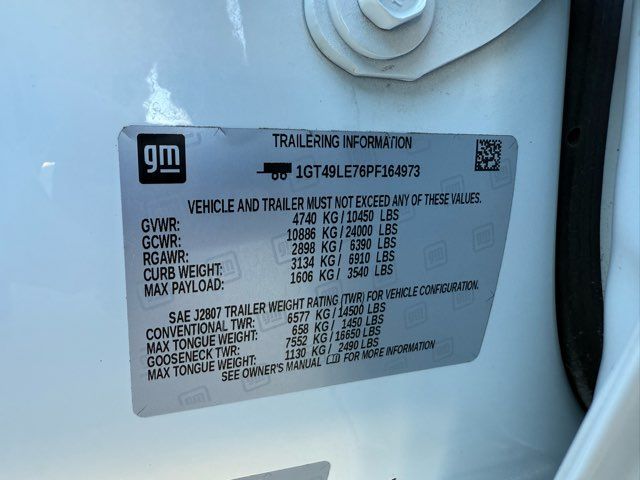 gm
TRAILERING INFORMATION
1GT49LE76PF164973
VEHICLE AND TRAILER MUST NOT EXCEED ANY OF THESE VALUES.
GVWR: 4740 KG / 10450 LBS
GCWR: 10886 KG / 24000 LBS
RGAWR: 2898 KG / 6390 LBS
CURB WEIGHT: 3134 KG / 6910 LBS
MAX PAYLOAD: 1606 KG / 3540 LBS
SAE J2807 TRAILER WEIGHT RATING (TWR) FOR VEHICLE CONFIGURATION.
CONVENTIONAL TWR: 6577 KG / 14500 LBS
MAX TONGUE WEIGHT: 658 KG / 1450 LBS
GOOSENECK TWR: 7552 KG / 16650 LBS
MAX TONGUE WEIGHT: 1130 KG / 2490 LBS
SEE OWNER'S MANUAL FOR MORE INFORMATION